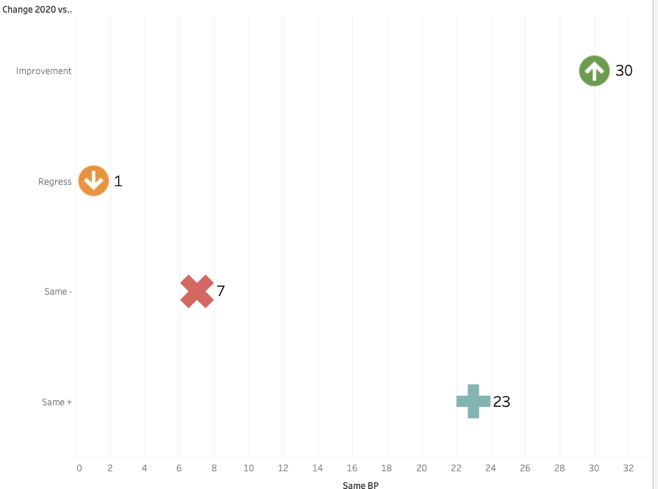 Change 2020 vs..
Improvement
30
Regress
1
Same -
7
Same +
23
0 2 4 6 8 10 12 14 16 18 20 22 24 26 28 30 32
Same BP